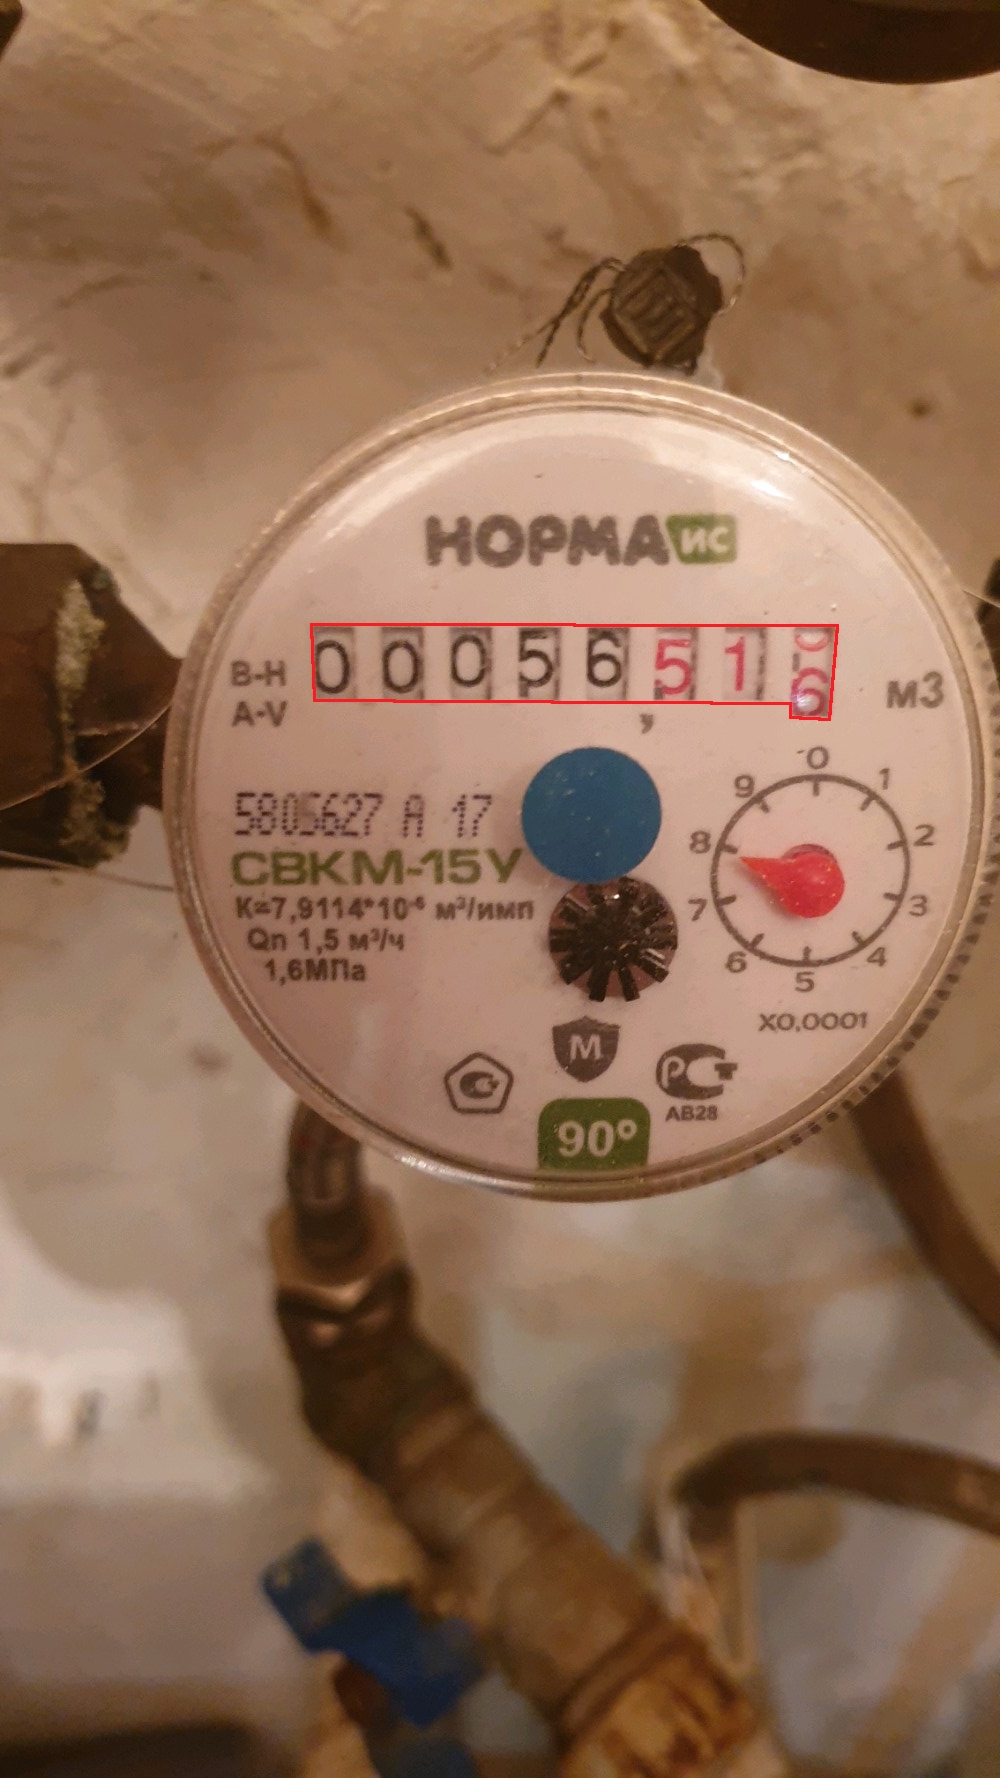 НОРМА ИС
00056516
В-Н
А-V
м3
,
5805627 А 17
СВКМ-15У
К=7,9114*10⁻⁶ м³/имп
Qn 1,5 м³/ч
1,6МПа
0
1
2
3
4
5
6
7
8
9
X0,0001
М
РСТ
АВ28
90°